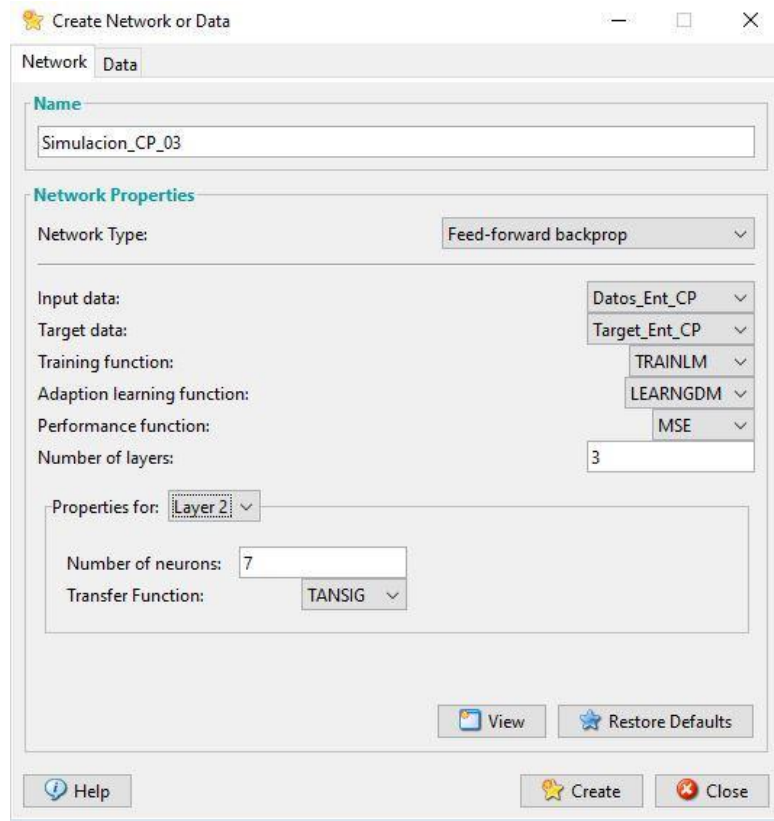 Create Network or Data
Network Data
Name
Simulacion_CP_03
Network Properties
Network Type: Feed-forward backprop
Input data: Datos_Ent_CP
Target data: Target_Ent_CP
Training function: TRAINLM
Adaption learning function: LEARNGDM
Performance function: MSE
Number of layers: 3
Properties for: Layer 2
Number of neurons: 7
Transfer Function: TANSIG
View Restore Defaults
Help Create Close